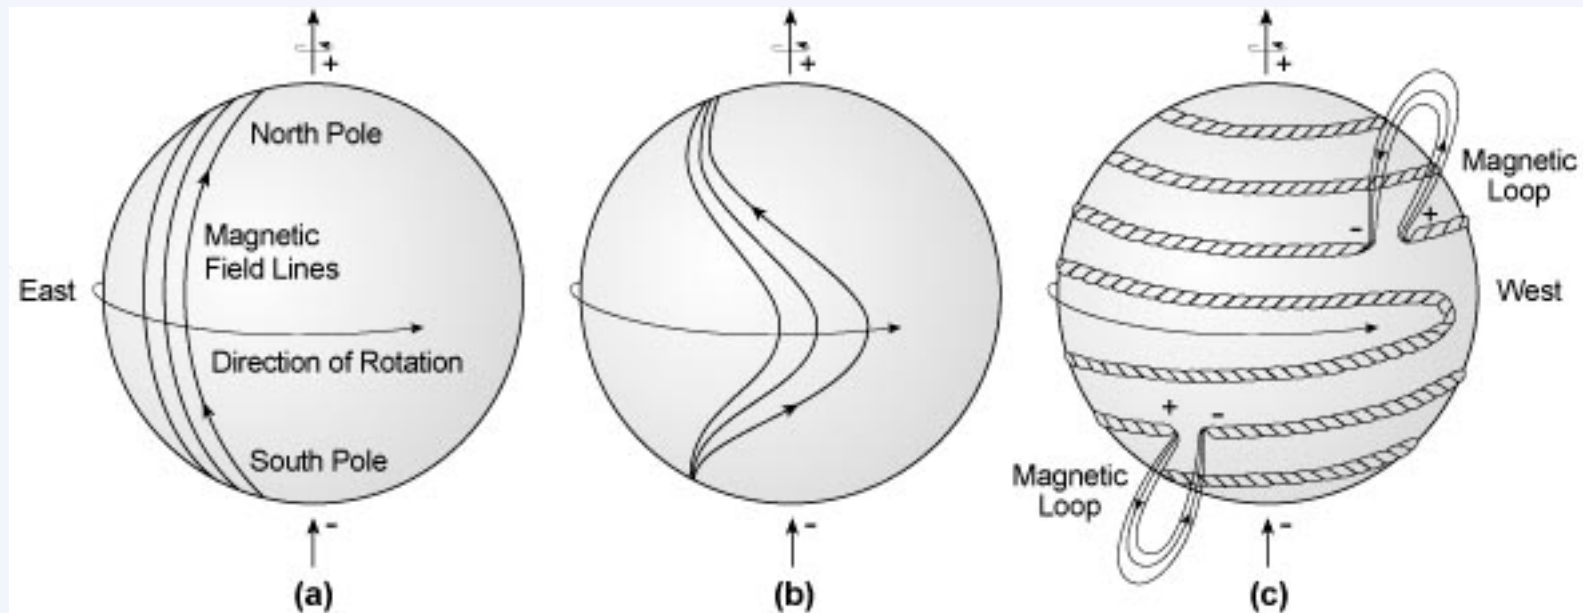 +
North Pole
Magnetic
Field Lines
East
Direction of Rotation
South Pole
-
(a)
+
-
(b)
+
Magnetic
Loop
-
+
West
+
-
Magnetic
Loop
-
(c)